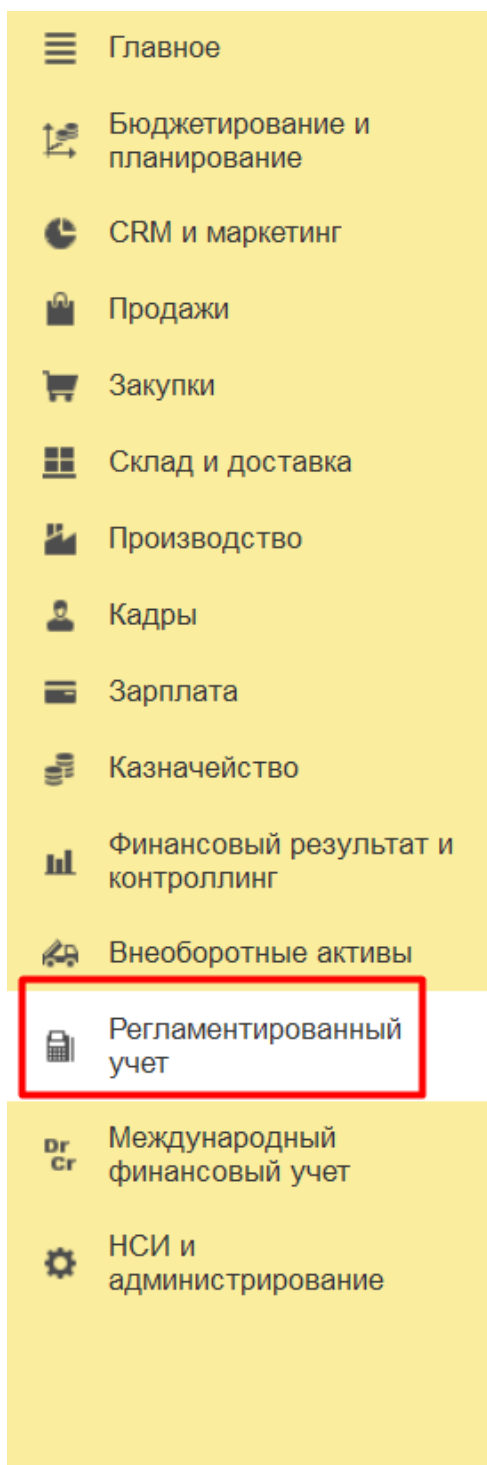 Главное
Бюджетирование и
планирование
CRM и маркетинг
Продажи
Закупки
Склад и доставка
Производство
Кадры
Зарплата
Казначейство
Финансовый результат и
контроллинг
Внеоборотные активы
Регламентированный
учет
Dr
Cr
Международный
финансовый учет
НСИ и
администрирование